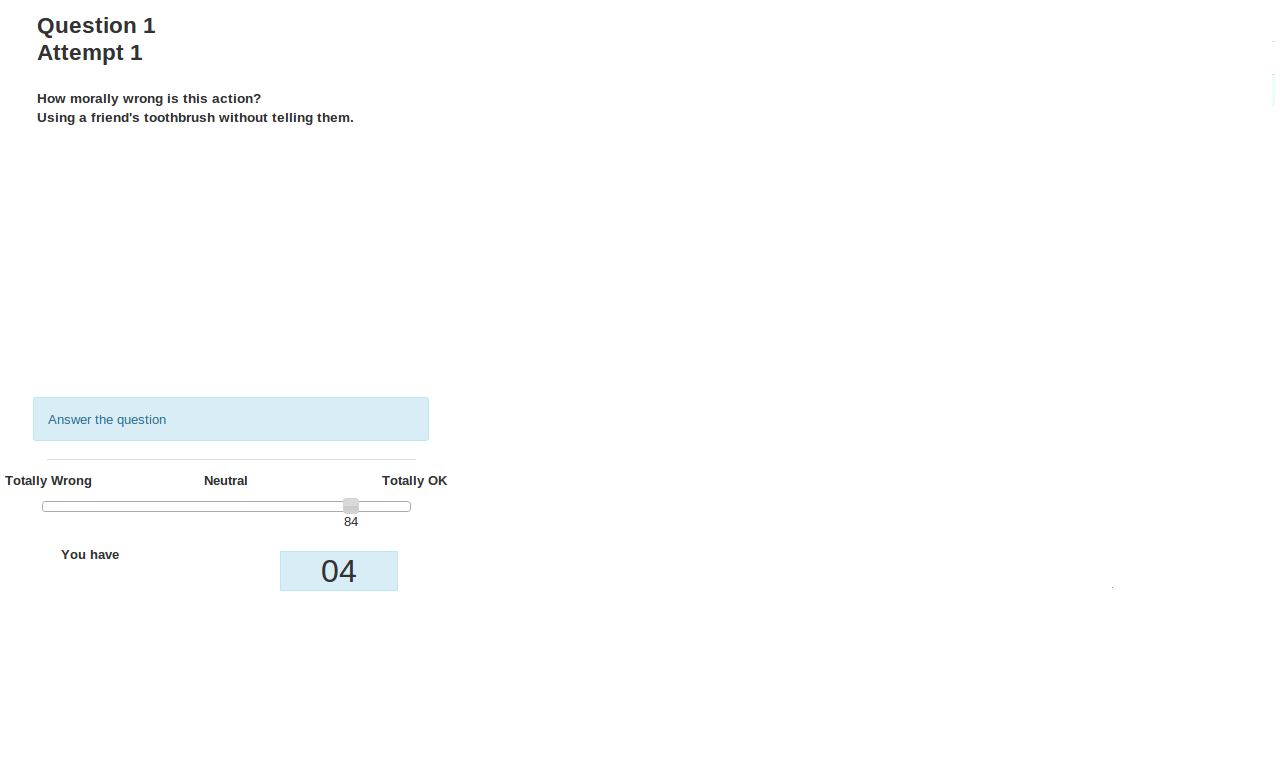 Question 1
Attempt 1
How morally wrong is this action?
Using a friend's toothbrush without telling them.
Answer the question
Totally Wrong Neutral Totally OK
84
You have
04